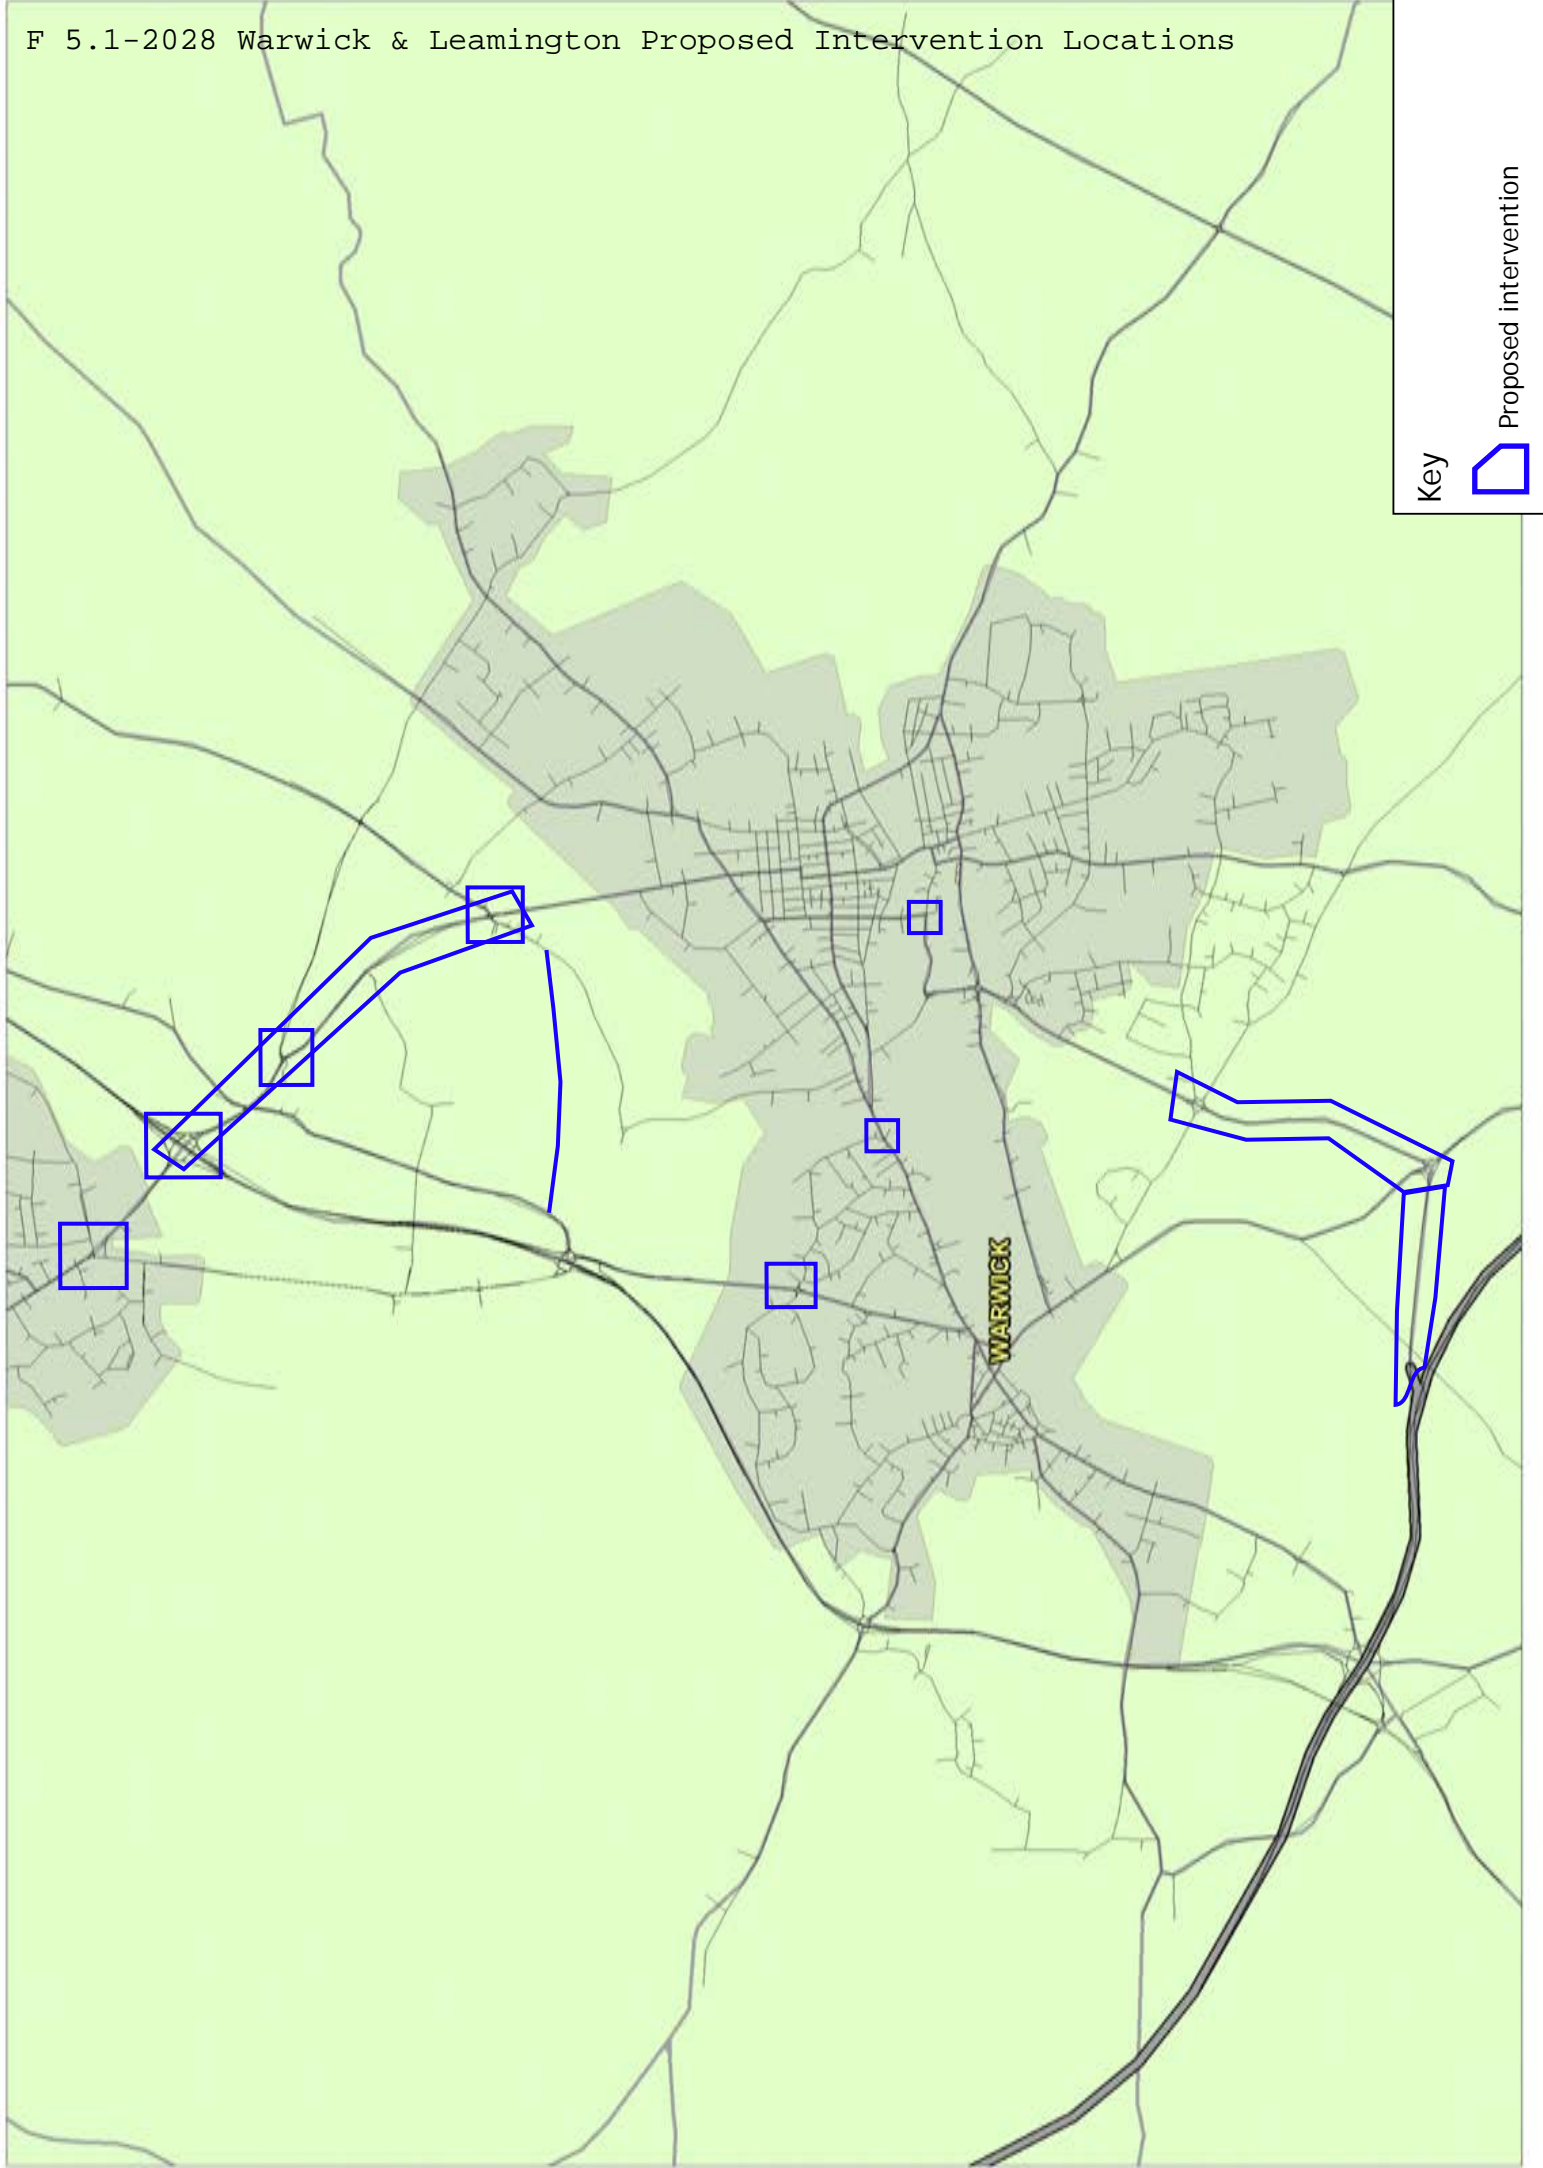 F 5.1-2028 Warwick & Leamington Proposed Intervention Locations
WARWICK
Key
Proposed intervention